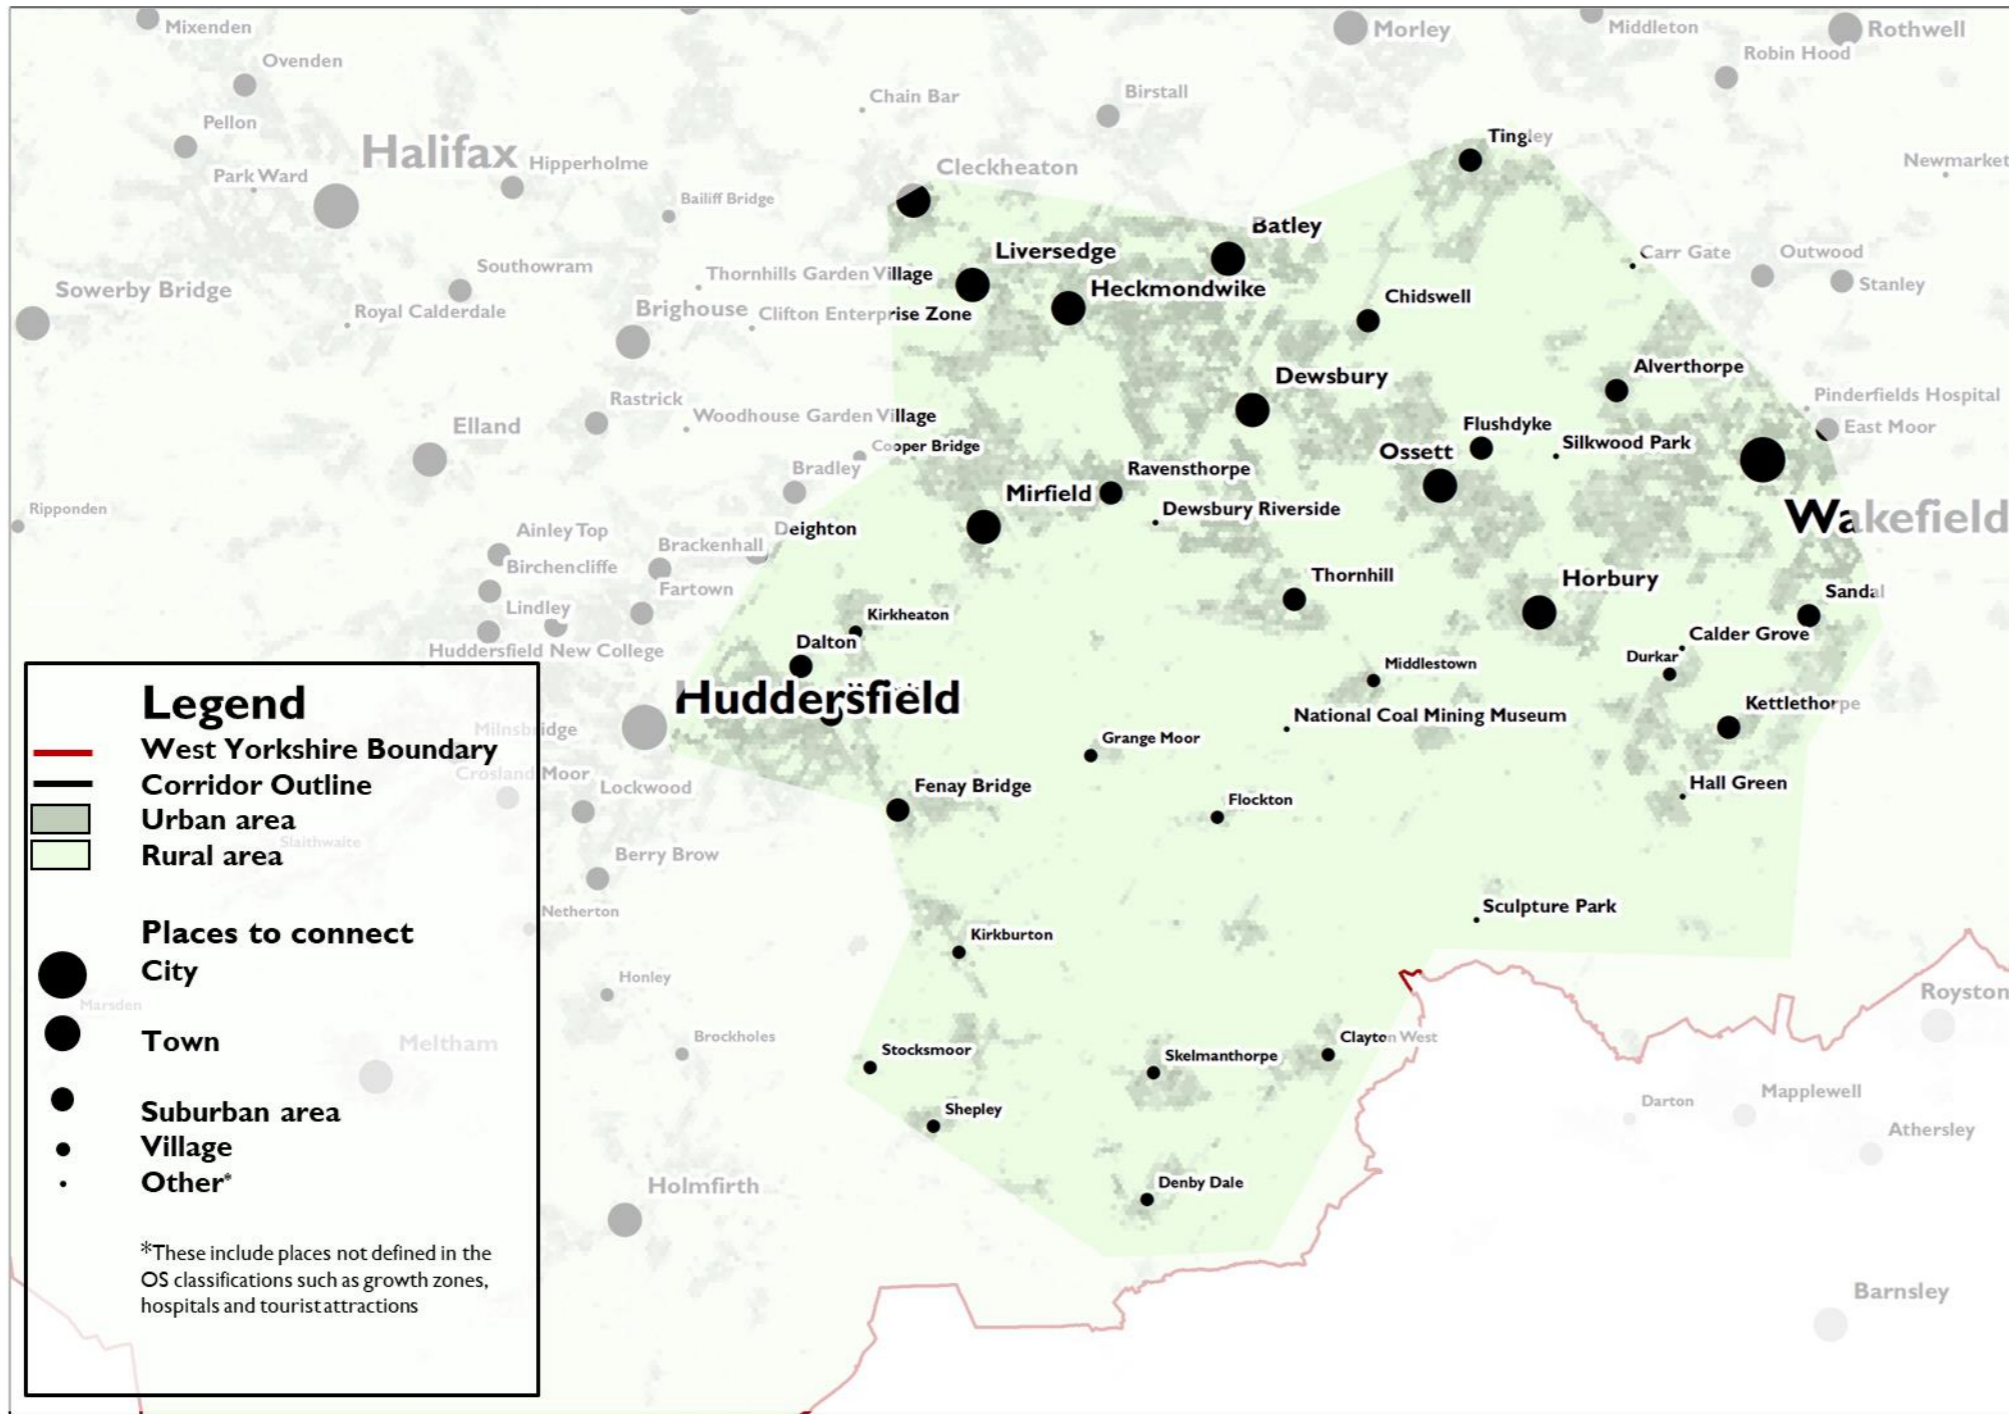 Mixenden
Morley
Middleton
Rothwell
Ovenden
Robin Hood
Chain Bar
Birstall
Pellon
Halifax
Hipperholme
Tingley
Park Ward
Cleckheaton
Newmarket
Bailiff Bridge
Batley
Liversedge
Carr Gate
Outwood
Southowram
Thornhills Garden Village
Stanley
Sowerby Bridge
Heckmondwike
Chidswell
Royal Calderdale
Brighouse
Clifton Enterprise Zone
Alverthorpe
Dewsbury
Rastrick
Woodhouse Garden Village
Pinderfields Hospital
Elland
Flushdyke
East Moor
Cooper Bridge
Ossett
Silkwood Park
Bradley
Ravensthorpe
Mirfield
Ripponden
Dewsbury Riverside
Wakefield
Ainley Top
Deighton
Brackenhall
Birchencliffe
Thornhill
Horbury
Fartown
Sandal
Lindley
Kirkheaton
Dalton
Calder Grove
Huddersfield New College
Durkar
Middlestown
Huddersfield
Kettlethorpe
National Coal Mining Museum
Milnsbridge
Grange Moor
Crosland Moor
Lockwood
Fenay Bridge
Hall Green
Flockton
Slaithwaite
Berry Brow
Sculpture Park
Netherton
Kirkburton
Honley
Royston
Marsden
Meltham
Brockholes
Stocksmoor
Skelmanthorpe
Clayton West
Mapplewell
Darton
Shepley
Athersley
Holmfirth
Denby Dale
Barnsley
Legend
West Yorkshire Boundary
Corridor Outline
Urban area
Rural area
Places to connect
City
Town
Suburban area
Village
Other*
*These include places not defined in the
OS classifications such as growth zones,
hospitals and tourist attractions